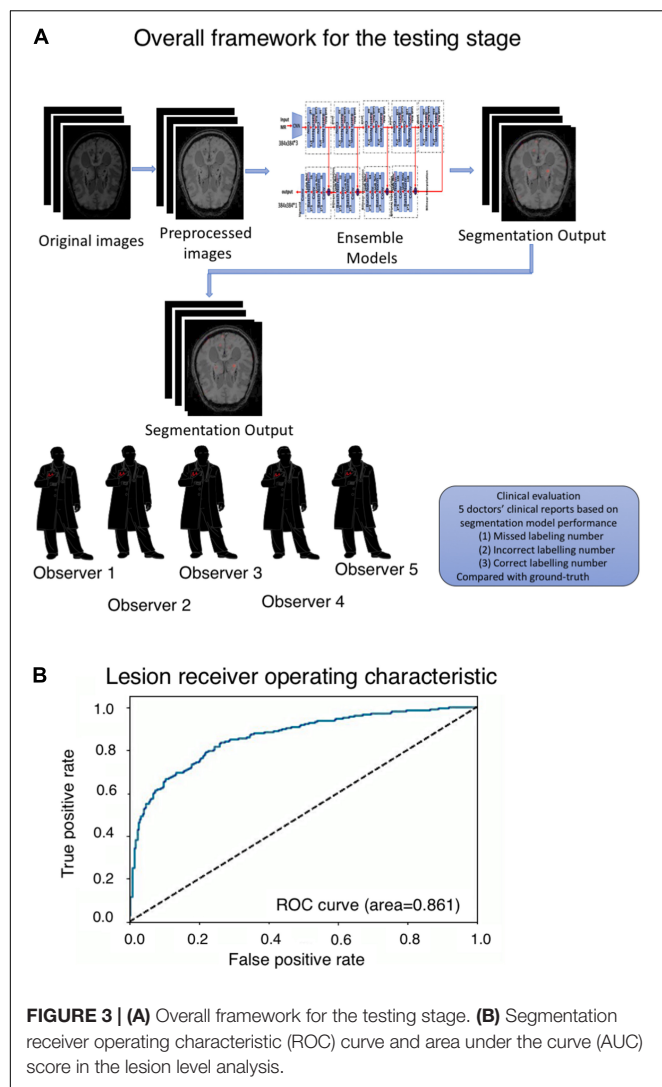 A
Overall framework for the testing stage
Input
384x384*3
output
384x384*1
Original images
Preprocessed
images
Ensemble
Models
Segmentation Output
Segmentation Output
Observer 1
Observer 2
Observer 3
Observer 4
Observer 5
Clinical evaluation
5 doctors' clinical reports based on
segmentation model performance
(1) Missed labeling number
(2) Incorrect labelling number
(3) Correct labelling number
Compared with ground-truth
B
Lesion receiver operating characteristic
True positive rate
1.0
0.8
0.6
0.4
0.2
0.0
ROC curve (area=0.861)
0.0 0.2 0.4 0.6 0.8 1.0
False positive rate
FIGURE 3 | (A) Overall framework for the testing stage. (B) Segmentation
receiver operating characteristic (ROC) curve and area under the curve (AUC)
score in the lesion level analysis.